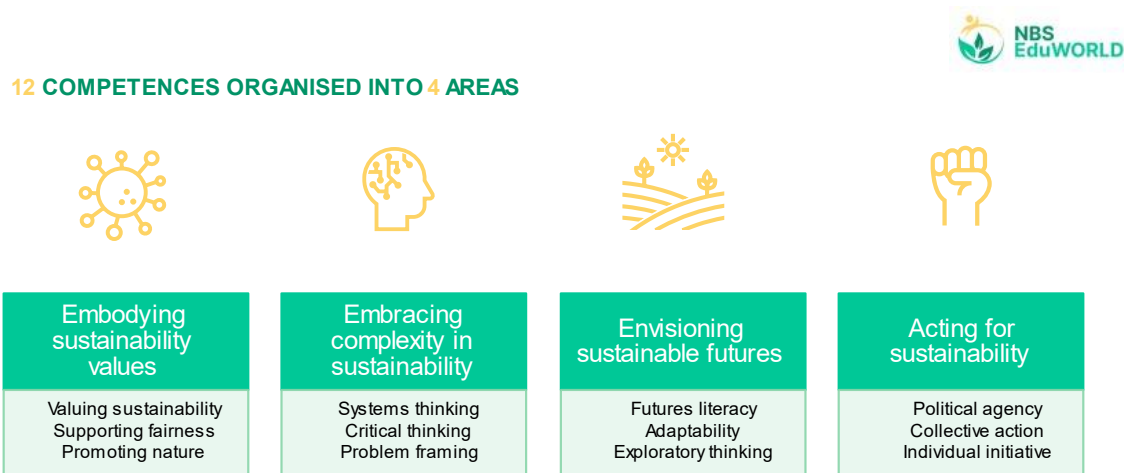 NBS
EduWORLD
12 COMPETENCES ORGANISED INTO 4 AREAS
Embodying
sustainability
values
Valuing sustainability
Supporting fairness
Promoting nature
Embracing
complexity in
sustainability
Systems thinking
Critical thinking
Problem framing
Envisioning
sustainable futures
Futures literacy
Adaptability
Exploratory thinking
Acting for
sustainability
Political agency
Collective action
Individual initiative